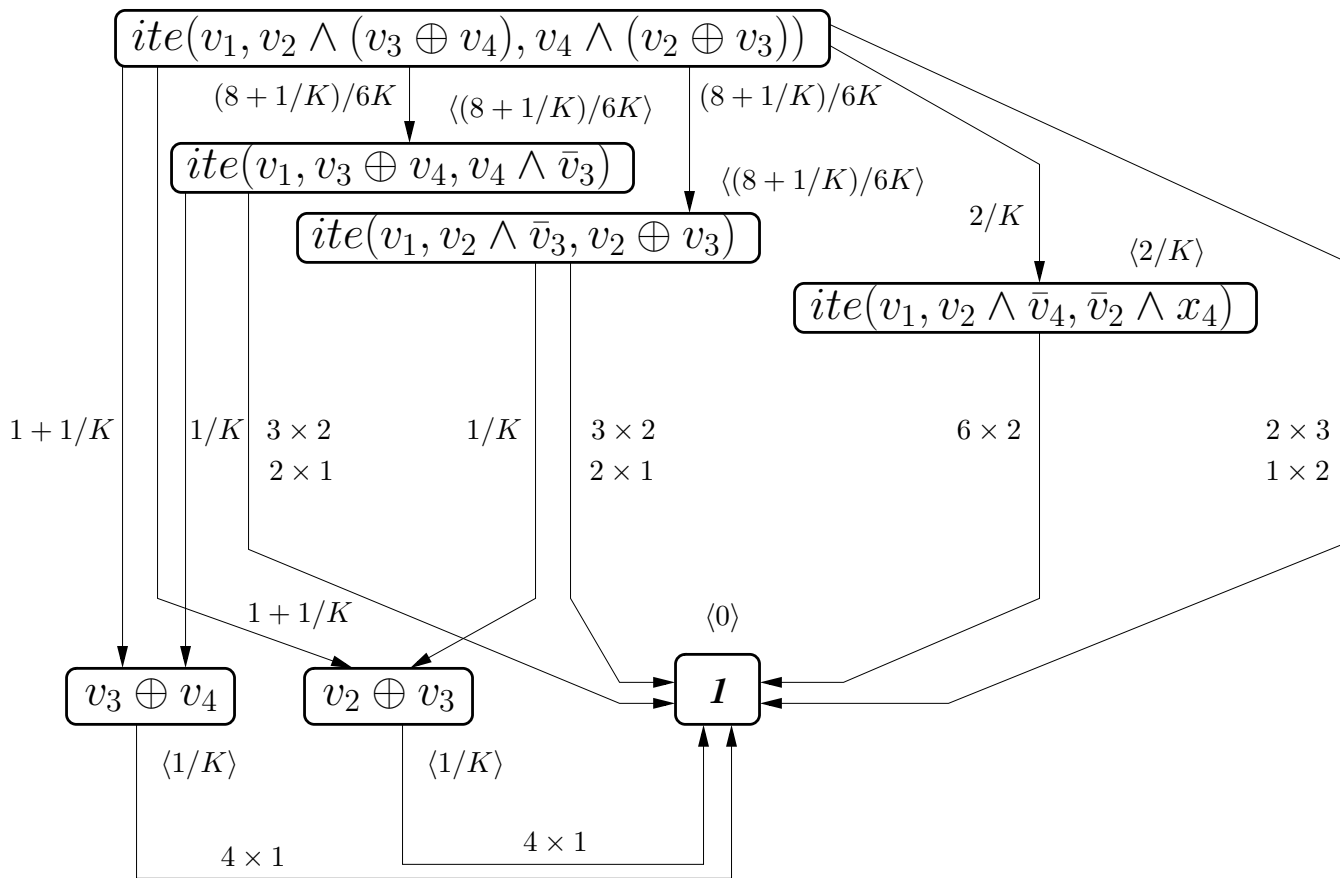 ite(v₁, v₂ ∧ (v₃ ⊕ v₄), v₄ ∧ (v₂ ⊕ v₃))
(8 + 1/K)/6K
⟨(8 + 1/K)/6K⟩
(8 + 1/K)/6K
ite(v₁, v₃ ⊕ v₄, v₄ ∧ v̄₃)
⟨(8 + 1/K)/6K⟩
2/K
ite(v₁, v₂ ∧ v̄₃, v₂ ⊕ v₃)
⟨2/K⟩
ite(v₁, v₂ ∧ v̄₄, v̄₂ ∧ x₄)
1 + 1/K
1/K
3 × 2
2 × 1
1/K
3 × 2
2 × 1
6 × 2
2 × 3
1 × 2
1 + 1/K
⟨0⟩
v₃ ⊕ v₄
v₂ ⊕ v₃
1
⟨1/K⟩
⟨1/K⟩
4 × 1
4 × 1